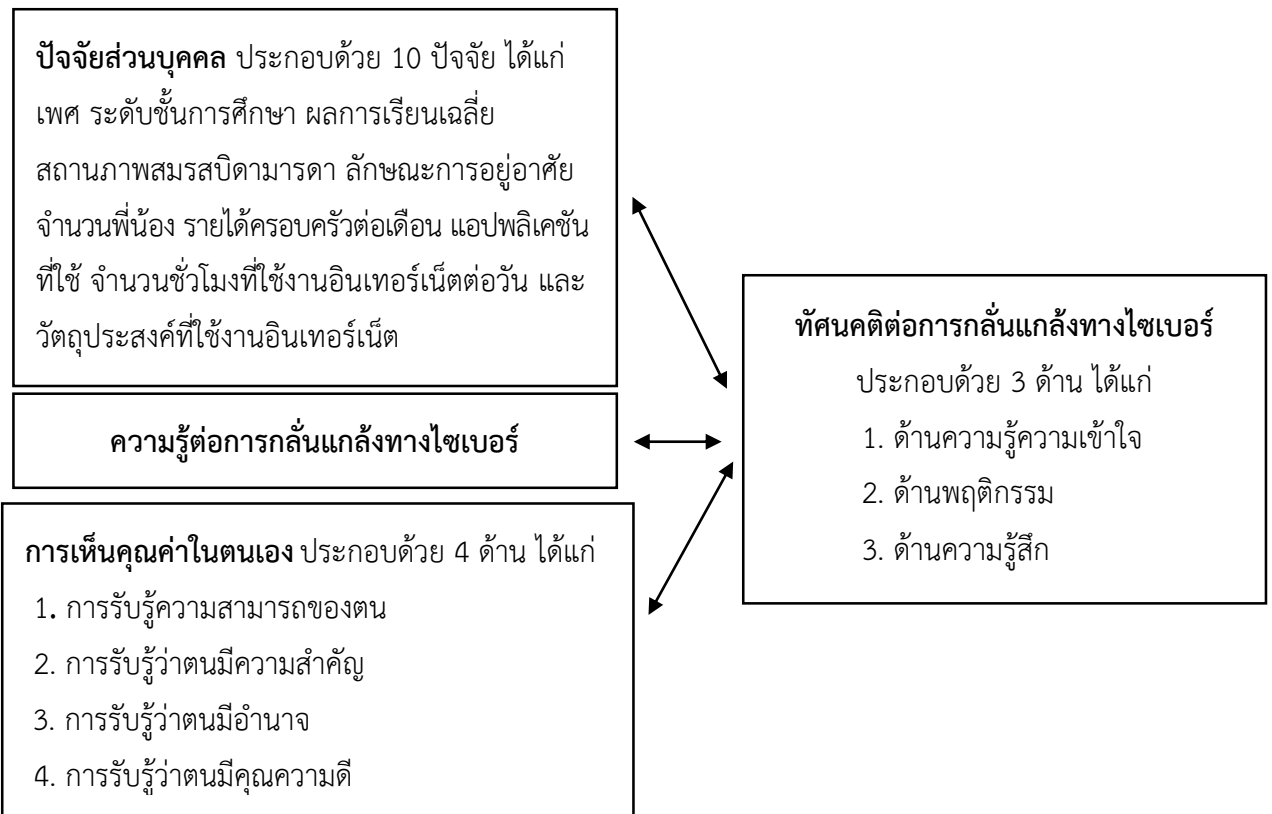 ปัจจัยส่วนบุคคล ประกอบด้วย 10 ปัจจัย ได้แก่
เพศ ระดับชั้นการศึกษา ผลการเรียนเฉลี่ย
สถานภาพสมรสบิดามารดา ลักษณะการอยู่อาศัย
จำนวนพี่น้อง รายได้ครอบครัวต่อเดือน แอปพลิเคชัน
ที่ใช้ จำนวนชั่วโมงที่ใช้งานอินเทอร์เน็ตต่อวัน และ
วัตถุประสงค์ที่ใช้งานอินเทอร์เน็ต
ความรู้ต่อการกลั่นแกล้งทางไซเบอร์
การเห็นคุณค่าในตนเอง ประกอบด้วย 4 ด้าน ได้แก่
1. การรับรู้ความสามารถของตน
2. การรับรู้ว่าตนมีความสำคัญ
3. การรับรู้ว่าตนมีอำนาจ
4. การรับรู้ว่าตนมีคุณความดี
ทัศนคติต่อการกลั่นแกล้งทางไซเบอร์
ประกอบด้วย 3 ด้าน ได้แก่
1. ด้านความรู้ความเข้าใจ
2. ด้านพฤติกรรม
3. ด้านความรู้สึก